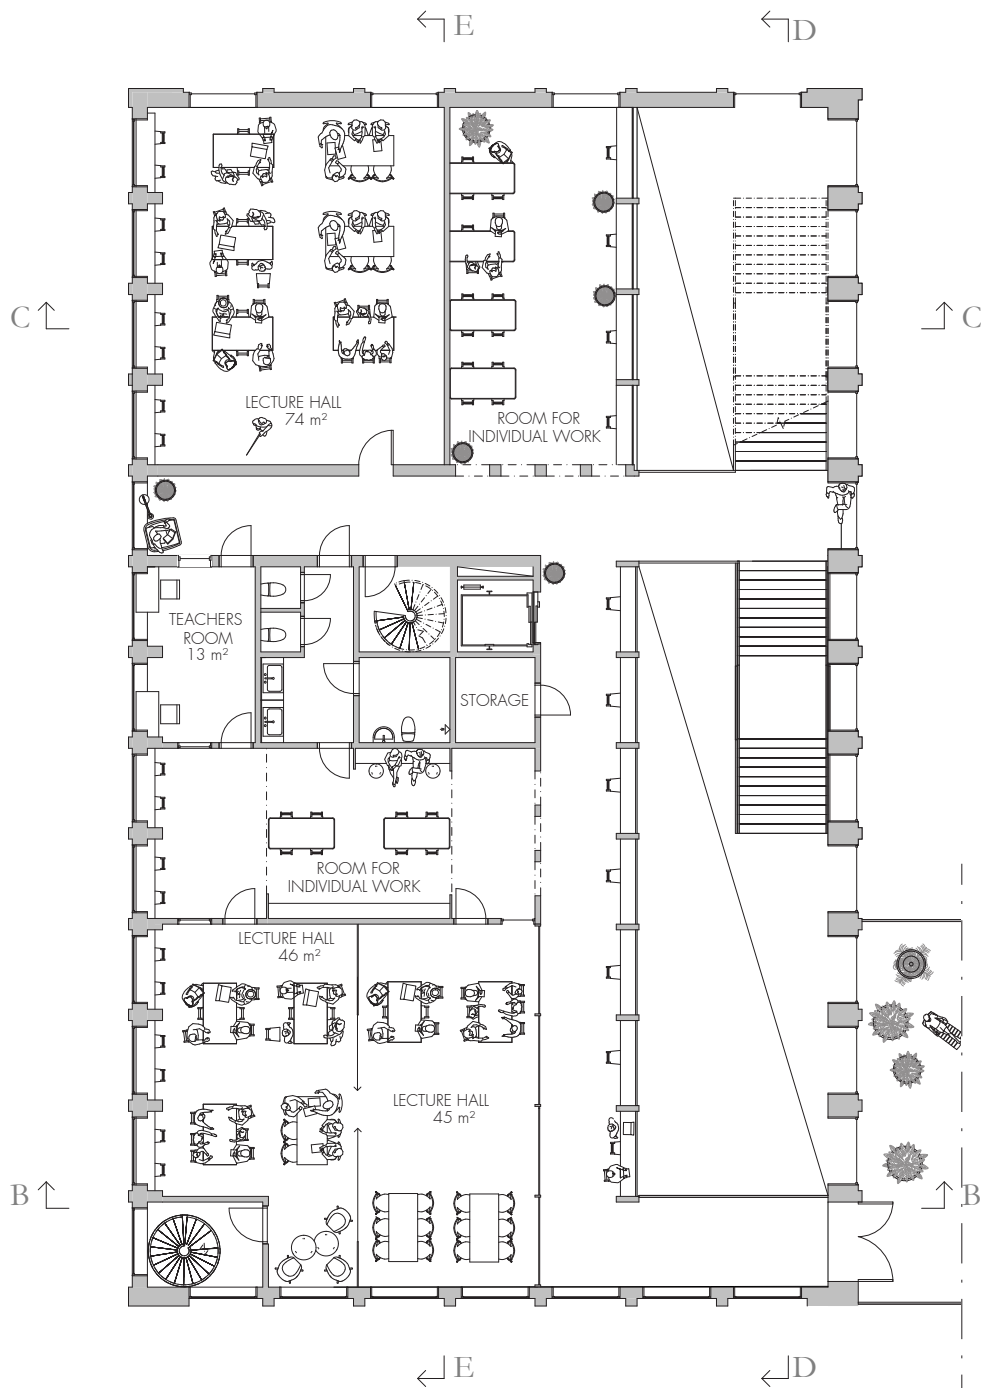 E
D
C
C
LECTURE HALL
74 m²
ROOM FOR
INDIVIDUAL WORK
TEACHERS
ROOM
13 m²
STORAGE
ROOM FOR
INDIVIDUAL WORK
LECTURE HALL
46 m²
LECTURE HALL
45 m²
B
B
E
D